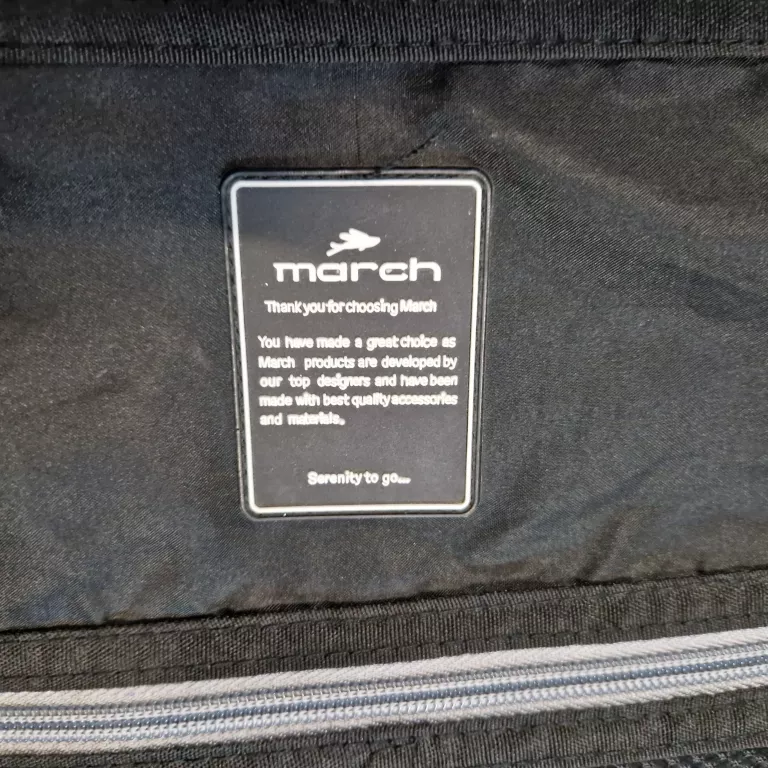 march
Thank you for choosing March
You have made a great choice as
March products are developed by
our top designers and have been
made with best quality accessories
and materials.
Serenity to go...